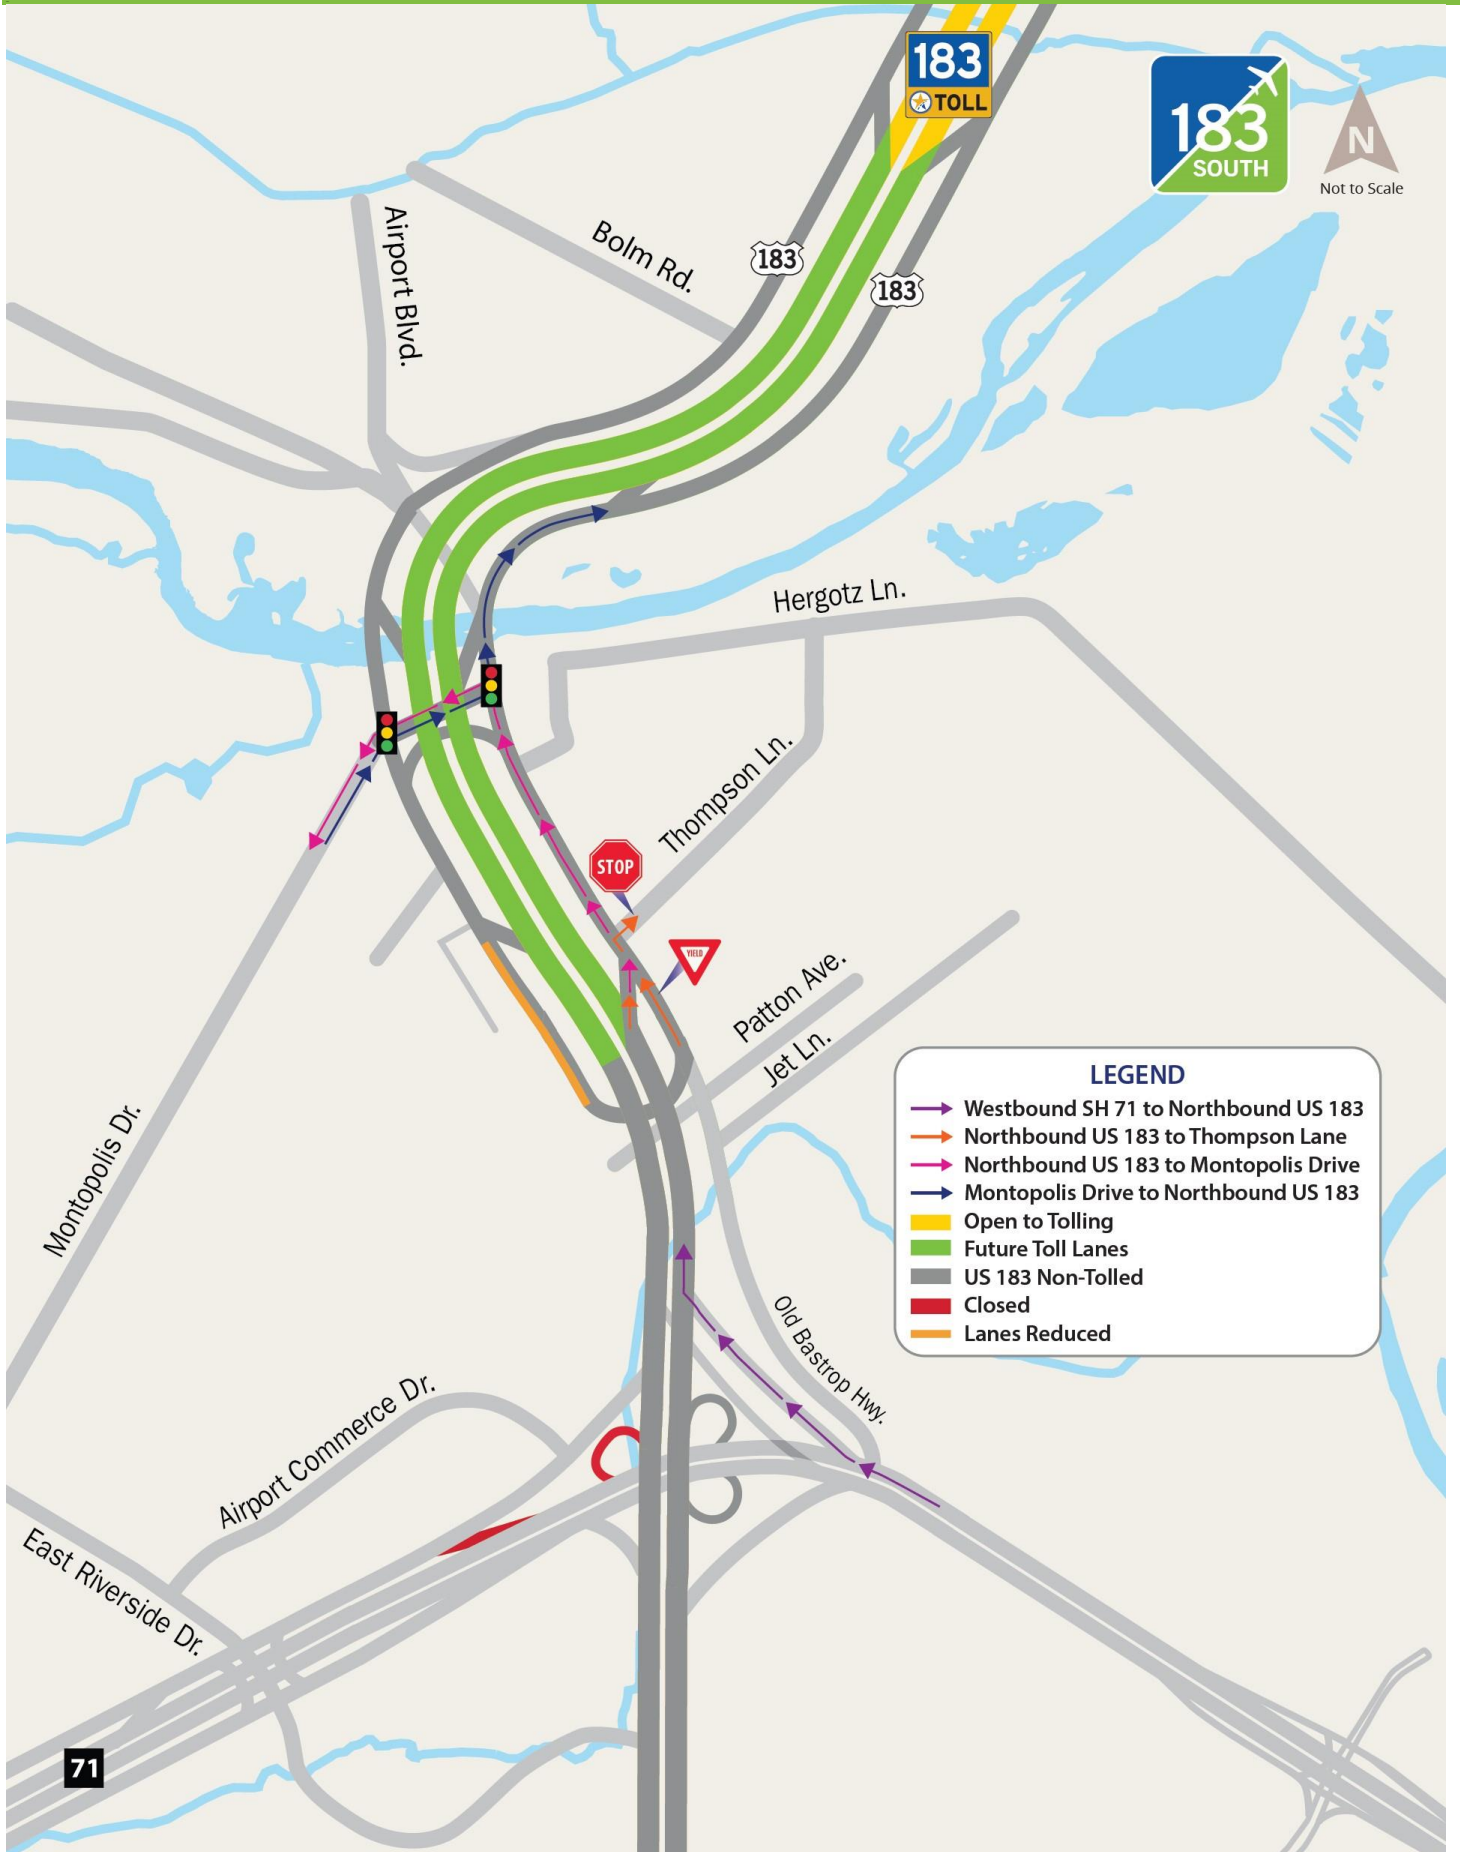 183
TOLL
183
SOUTH
N
Not to Scale
Airport Blvd.
Bolm Rd.
183
183
Hergotz Ln.
Thompson Ln.
STOP
YIELD
Patton Ave.
Jet Ln.
Montopolis Dr.
LEGEND
Westbound SH 71 to Northbound US 183
Northbound US 183 to Thompson Lane
Northbound US 183 to Montopolis Drive
Montopolis Drive to Northbound US 183
Open to Tolling
Future Toll Lanes
US 183 Non-Tolled
Closed
Lanes Reduced
Old Bastrop Hwy.
Airport Commerce Dr.
East Riverside Dr.
71